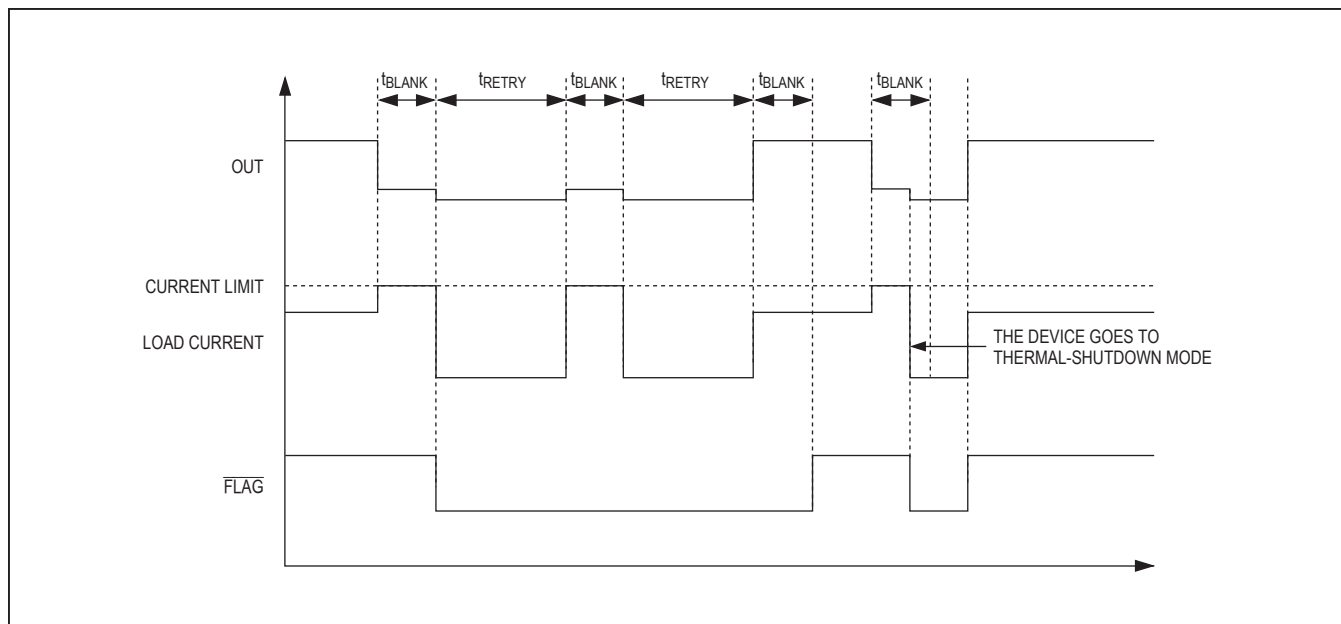 tBLANK tRETRY tBLANK tRETRY tBLANK tBLANK
OUT
CURRENT LIMIT
LOAD CURRENT
THE DEVICE GOES TO
THERMAL-SHUTDOWN MODE
FLAG